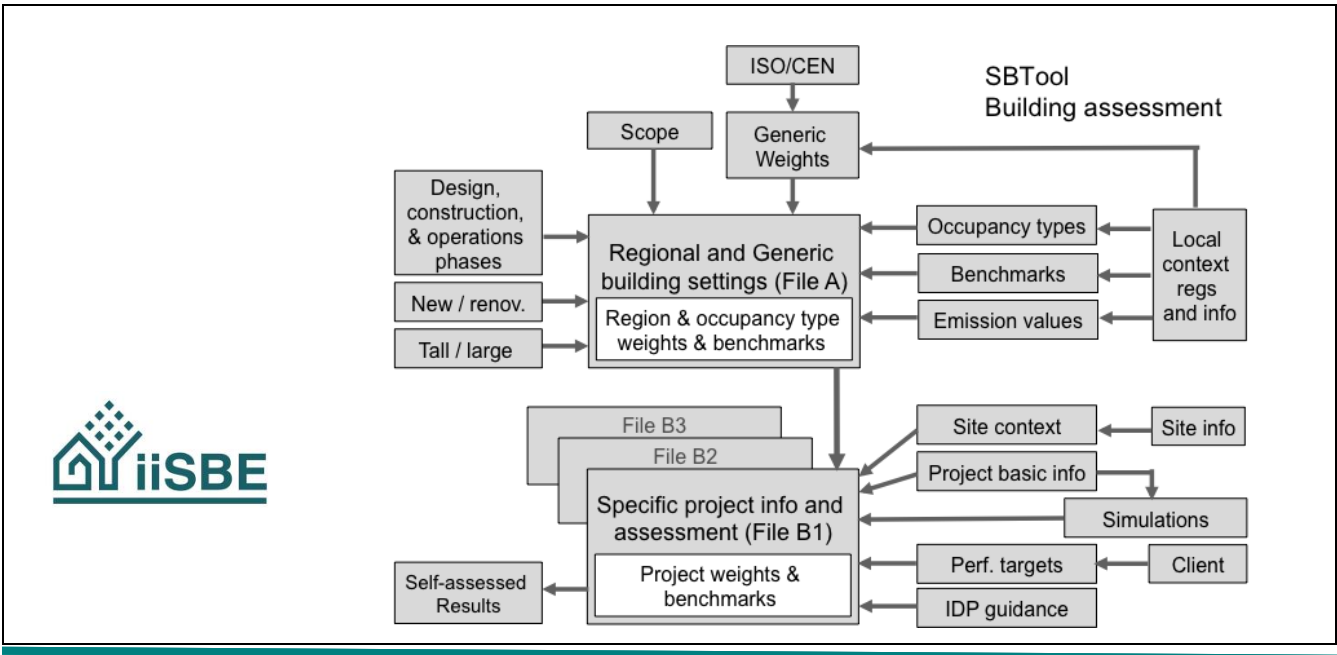 ISO/CEN
SBTool
Building assessment
Scope
Generic
Weights
Design,
construction,
& operations
phases
New / renov.
Tall / large
Regional and Generic
building settings (File A)
Region & occupancy type
weights & benchmarks
Occupancy types
Benchmarks
Emission values
Local
context
regs
and info
File B3
File B2
Specific project info and
assessment (File B1)
Project weights &
benchmarks
Self-assessed
Results
Site context
Site info
Project basic info
Simulations
Perf. targets
Client
IDP guidance
iiSBE